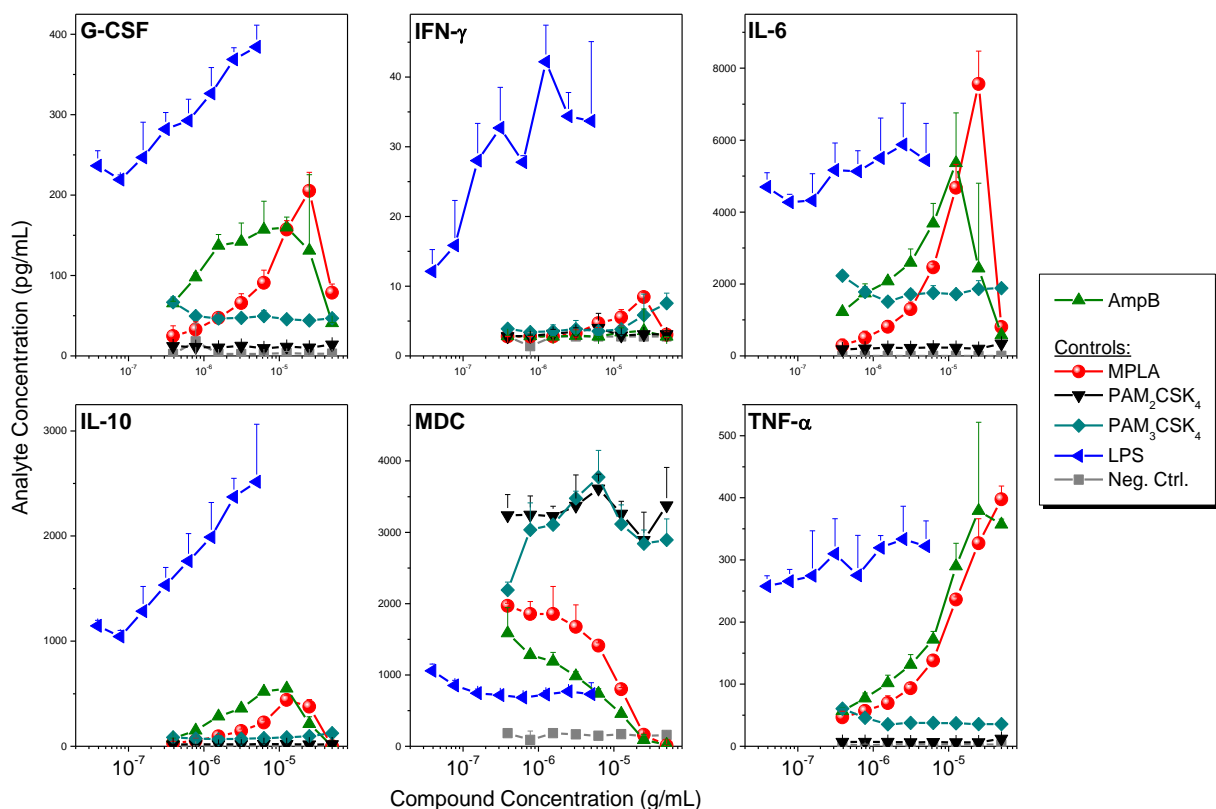 G-CSF
400
300
200
100
0
IFN-γ
40
30
20
10
0
IL-6
8000
6000
4000
2000
0
10⁻⁷ 10⁻⁶ 10⁻⁵
10⁻⁷ 10⁻⁶ 10⁻⁵
10⁻⁷ 10⁻⁶ 10⁻⁵
Analyte Concentration (pg/mL)
IL-10
3000
2000
1000
0
MDC
4000
3000
2000
1000
0
TNF-α
500
400
300
200
100
0
10⁻⁷ 10⁻⁶ 10⁻⁵
10⁻⁷ 10⁻⁶ 10⁻⁵
10⁻⁷ 10⁻⁶ 10⁻⁵
Compound Concentration (g/mL)
AmpB
Controls:
MPLA
PAM₂CSK₄
PAM₃CSK₄
LPS
Neg. Ctrl.